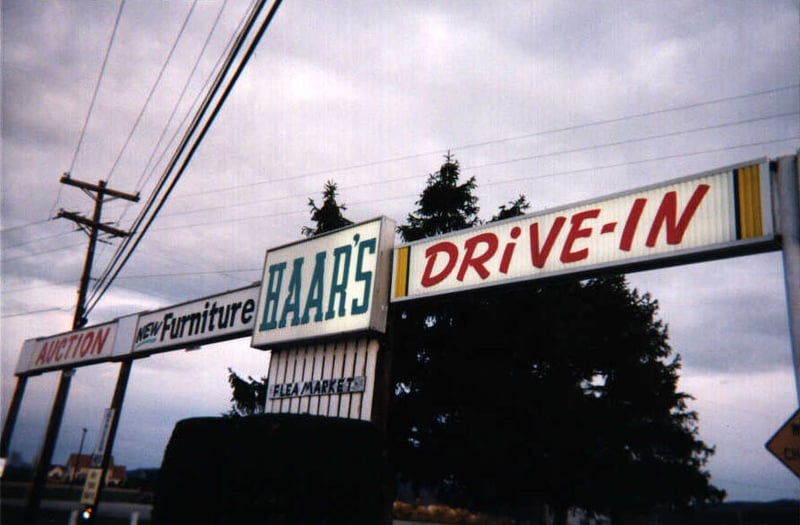 AUCTION
NEW Furniture
HAAR'S
DRiVE-IN
FLEA MARKET